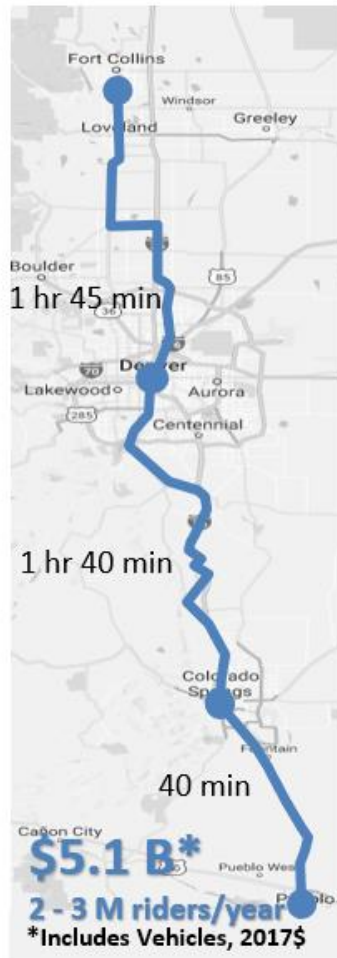 Fort Collins
Windsor
Greeley
Loveland
Boulder
85
1 hr 45 min
36
70
Denver
Lakewood
Aurora
285
Centennial
1 hr 40 min
Colorado
Springs
Fountain
40 min
Cañon City
$5.1 B*
Pueblo West
Pueblo
2 - 3 M riders/year
*Includes Vehicles, 2017$